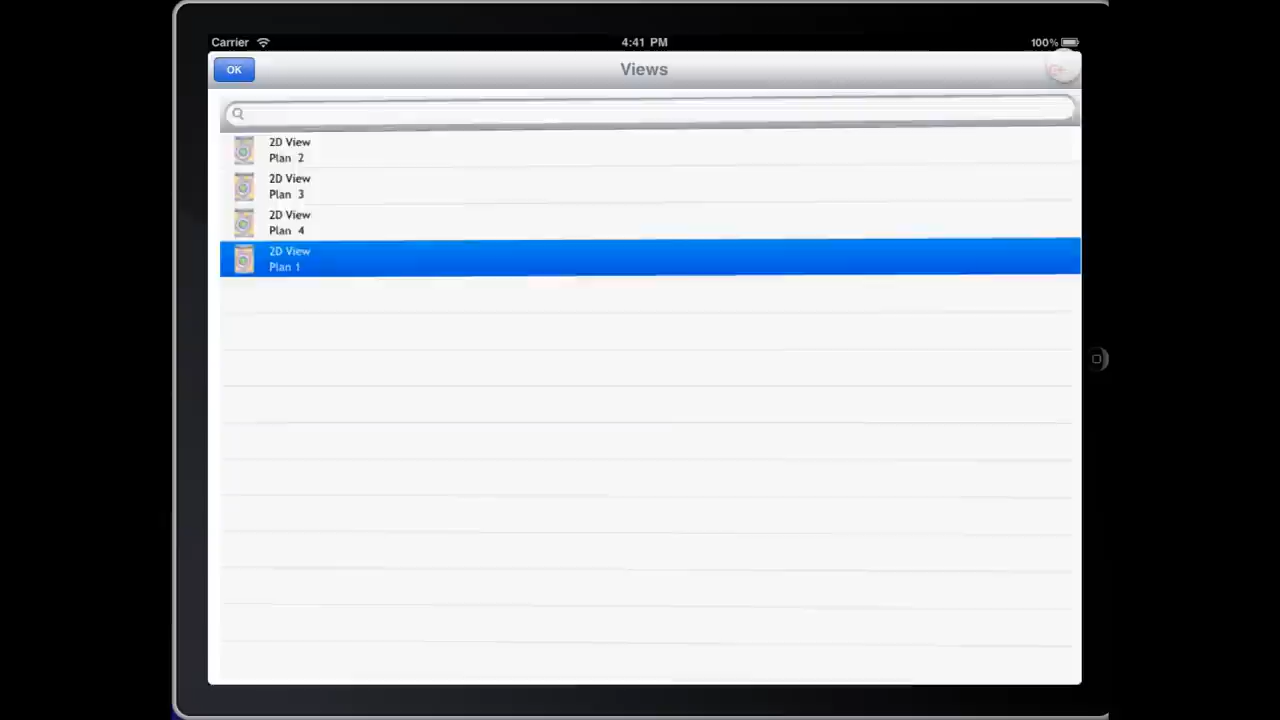 Carrier
4:41 PM
100%
OK
Views
2D View
Plan 2
2D View
Plan 3
2D View
Plan 4
2D View
Plan 1